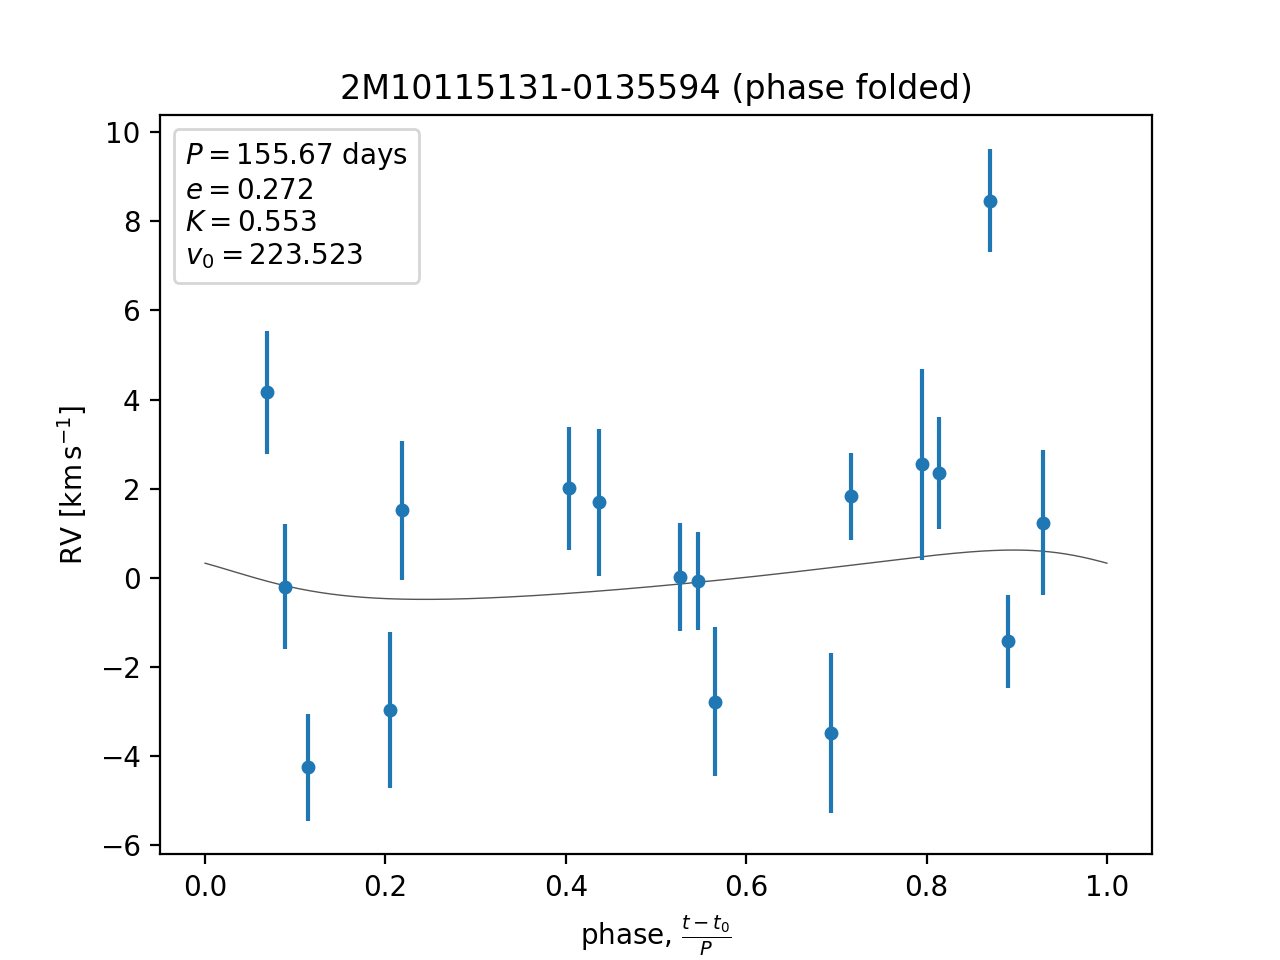 2M10115131-0135594 (phase folded)
P = 155.67 days
e = 0.272
K = 0.553
v₀ = 223.523
RV [km s⁻¹]
10
8
6
4
2
0
−2
−4
−6
0.0 0.2 0.4 0.6 0.8 1.0
phase, (t − t₀)/P